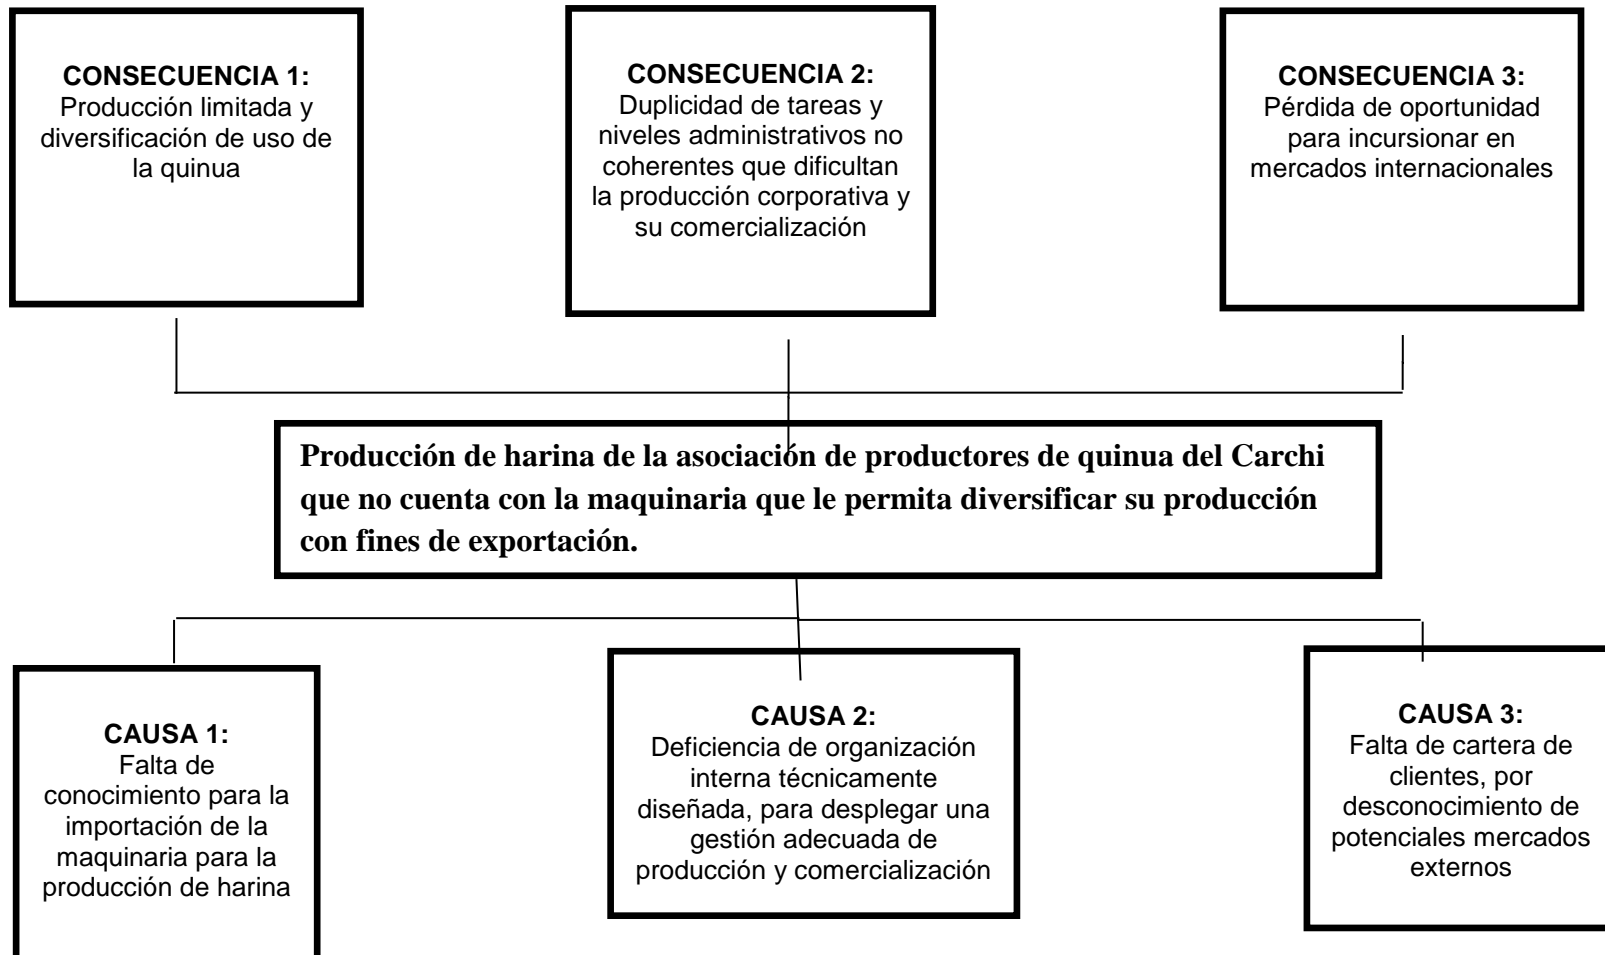 CONSECUENCIA 1:
Producción limitada y
diversificación de uso de
la quinua
CONSECUENCIA 2:
Duplicidad de tareas y
niveles administrativos no
coherentes que dificultan
la producción corporativa y
su comercialización
CONSECUENCIA 3:
Pérdida de oportunidad
para incursionar en
mercados internacionales
Producción de harina de la asociación de productores de quinua del Carchi
que no cuenta con la maquinaria que le permita diversificar su producción
con fines de exportación.
CAUSA 1:
Falta de
conocimiento para la
importación de la
maquinaria para la
producción de harina
CAUSA 2:
Deficiencia de organización
interna técnicamente
diseñada, para desplegar una
gestión adecuada de
producción y comercialización
CAUSA 3:
Falta de cartera de
clientes, por
desconocimiento de
potenciales mercados
externos